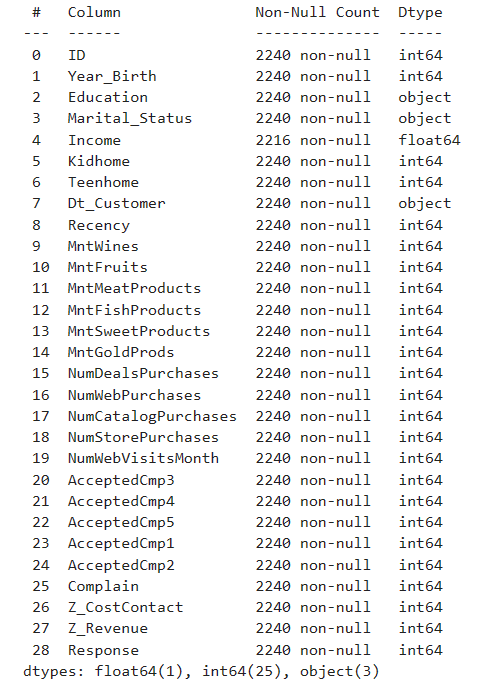 #   Column               Non-Null Count  Dtype
---  ------               --------------  -----
 0   ID                   2240 non-null   int64
 1   Year_Birth           2240 non-null   int64
 2   Education            2240 non-null   object
 3   Marital_Status       2240 non-null   object
 4   Income               2216 non-null   float64
 5   Kidhome              2240 non-null   int64
 6   Teenhome             2240 non-null   int64
 7   Dt_Customer          2240 non-null   object
 8   Recency              2240 non-null   int64
 9   MntWines             2240 non-null   int64
 10  MntFruits            2240 non-null   int64
 11  MntMeatProducts      2240 non-null   int64
 12  MntFishProducts      2240 non-null   int64
 13  MntSweetProducts     2240 non-null   int64
 14  MntGoldProds         2240 non-null   int64
 15  NumDealsPurchases    2240 non-null   int64
 16  NumWebPurchases      2240 non-null   int64
 17  NumCatalogPurchases  2240 non-null   int64
 18  NumStorePurchases    2240 non-null   int64
 19  NumWebVisitsMonth    2240 non-null   int64
 20  AcceptedCmp3         2240 non-null   int64
 21  AcceptedCmp4         2240 non-null   int64
 22  AcceptedCmp5         2240 non-null   int64
 23  AcceptedCmp1         2240 non-null   int64
 24  AcceptedCmp2         2240 non-null   int64
 25  Complain             2240 non-null   int64
 26  Z_CostContact        2240 non-null   int64
 27  Z_Revenue            2240 non-null   int64
 28  Response             2240 non-null   int64
dtypes: float64(1), int64(25), object(3)